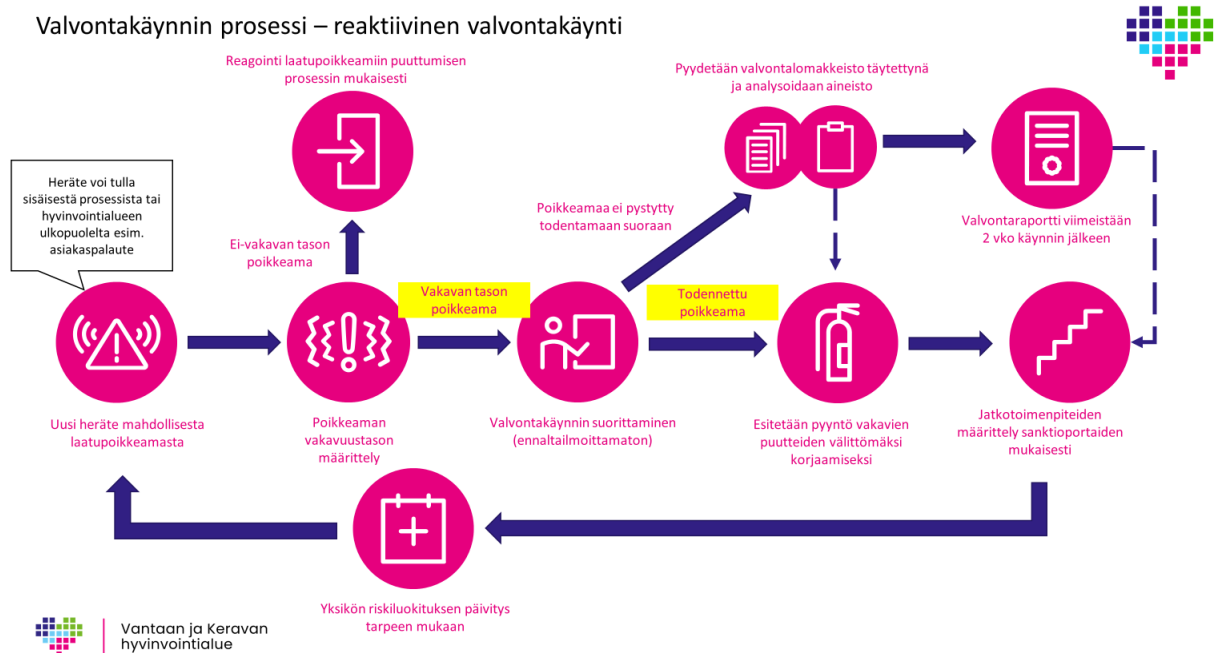 Valvontakäynnin prosessi – reaktiivinen valvontakäynti
Reagointi laatupoikkeamiin puuttumisen
prosessin mukaisesti
Pyydetään valvontalomakkeisto täytettynä
ja analysoidaan aineisto
Heräte voi tulla
sisäisestä prosessista tai
hyvinvointialueen
ulkopuolelta esim.
asiakaspalaute
Ei-vakavan tason
poikkeama
Poikkeamaa ei pystytty
todentamaan suoraan
Valvontaraportti viimeistään
2 vko käynnin jälkeen
Vakavan tason
poikkeama
Todennettu
poikkeama
Uusi heräte mahdollisesta
laatupoikkeamasta
Poikkeaman
vakavuustason
määrittely
Valvontakäynnin suorittaminen
(ennaltailmoittamaton)
Esitetään pyyntö vakavien
puutteiden välittömäksi
korjaamiseksi
Jatkotoimenpiteiden
määrittely sanktioportaiden
mukaisesti
Yksikön riskiluokituksen päivitys
tarpeen mukaan
Vantaan ja Keravan
hyvinvointialue